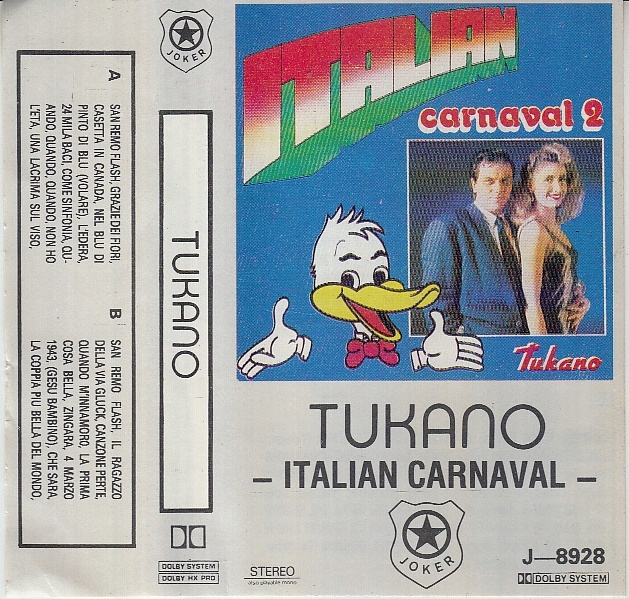 A
SAN REMO FLASH, GRAZIE DEI FIORI,
CASETTA IN CANADA, NEL BLU DI
PINTO DI BLU (VOLARE), L'EDERA,
24 MILA BACI, COME SINFONIA, QU-
ANDO, QUANDO, QUANDO, NON HO
L'ETA, UNA LACRIMA SUL VISO,
B
SAN REMO FLASH, IL RAGAZZO
DELLA VIA GLUCK, CANZONE PERTE,
QUANDO M'INNAMORO, LA PRIMA
COSA BELLA, ZINGARA, 4 MARZO
1943, (GESU BAMBINO), CHE SARA
LA COPPIA PIU BELLA DEL MONDO,
JOKER
TUKANO
DOLBY SYSTEM
DOLBY HX PRO
ITALIAN
carnaval 2
Tukano
TUKANO
– ITALIAN CARNAVAL –
JOKER
STEREO
also playable mono
J—8928
DOLBY SYSTEM